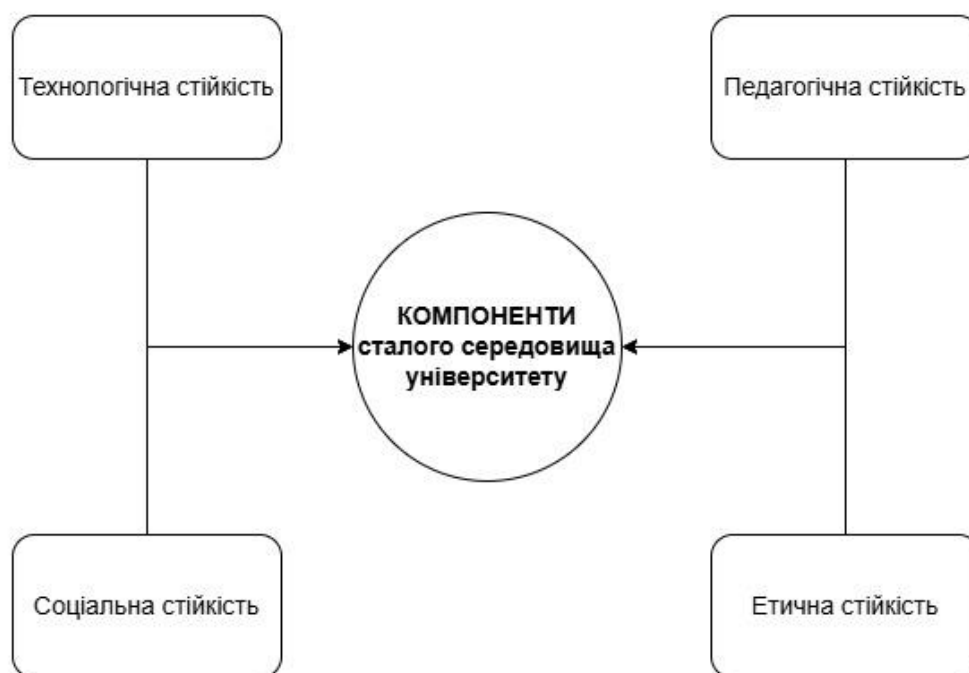 Технологічна стійкість
Педагогічна стійкість
КОМПОНЕНТИ
сталого середовища
університету
Соціальна стійкість
Етична стійкість